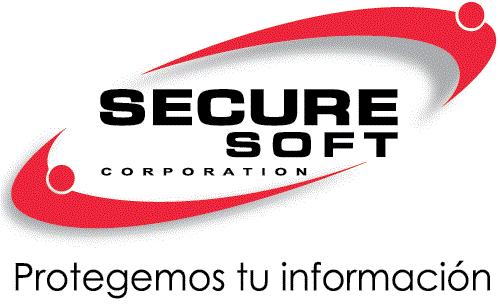 SECURE
SOFT
CORPORATION
Protegemos tu información